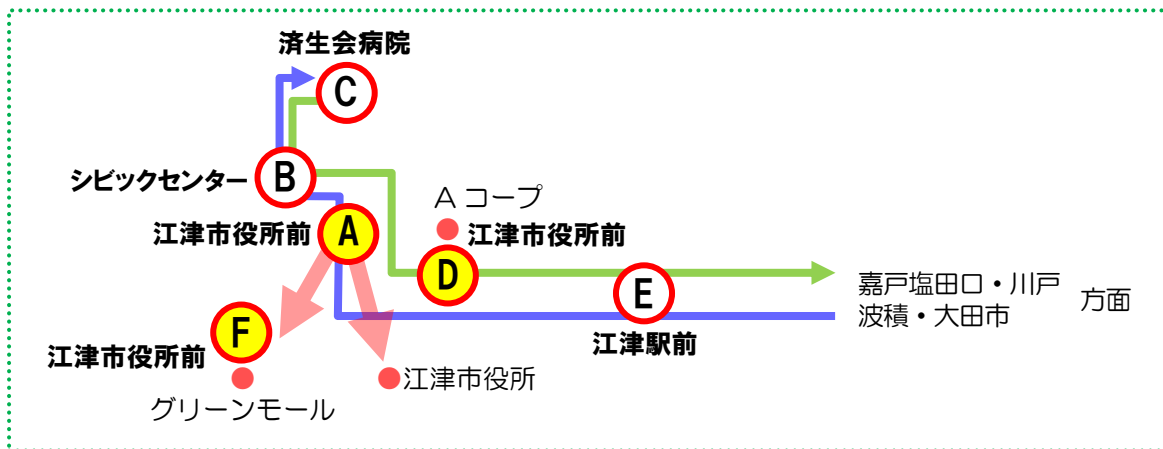 済生会病院
C
シビックセンター
B
A コープ
江津市役所前
A
江津市役所前
D
E
嘉戸塩田口・川戸
波積・大田市
方面
F
江津駅前
江津市役所前
江津市役所
グリーンモール